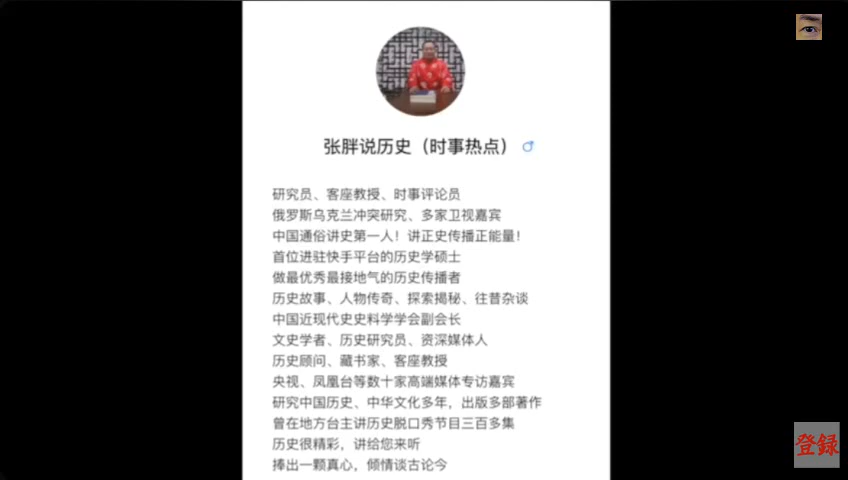 张胖说历史（时事热点）
研究员、客座教授、时事评论员
俄罗斯乌克兰冲突研究、多家卫视嘉宾
中国通俗讲史第一人！讲正史传播正能量！
首位进驻快手平台的历史学硕士
做最优秀最接地气的历史传播者
历史故事、人物传奇、探索揭秘、往昔杂谈
中国近现代史史料学学会副会长
文史学者、历史研究员、资深媒体人
历史顾问、藏书家、客座教授
央视、凤凰台等数十家高端媒体专访嘉宾
研究中国历史、中华文化多年，出版多部著作
曾在地方台主讲历史脱口秀节目三百多集
历史很精彩，讲给您来听
捧出一颗真心，倾情谈古论今
登録